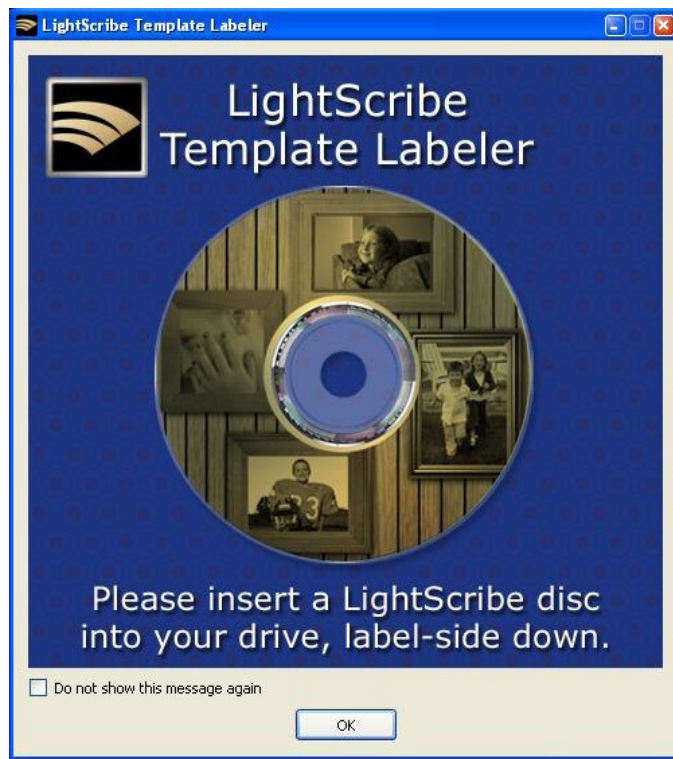 LightScribe Template Labeler
LightScribe
Template Labeler
33
Please insert a LightScribe disc
into your drive, label-side down.
Do not show this message again
OK